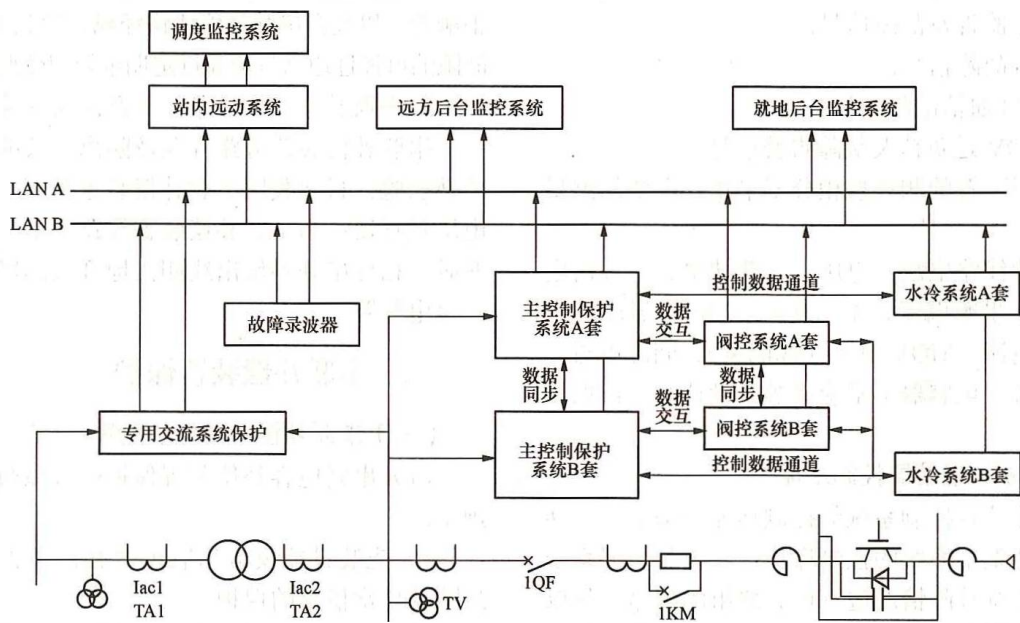 调度监控系统
站内远动系统
远方后台监控系统
就地后台监控系统
LAN A
LAN B
故障录波器
专用交流系统保护
主控制保护
系统A套
主控制保护
系统B套
数据
同步
数据
交互
数据
交互
控制数据通道
控制数据通道
阀控系统A套
数据
同步
阀控系统B套
水冷系统A套
水冷系统B套
Iac1
TA1
Iac2
TA2
TV
1QF
1KM